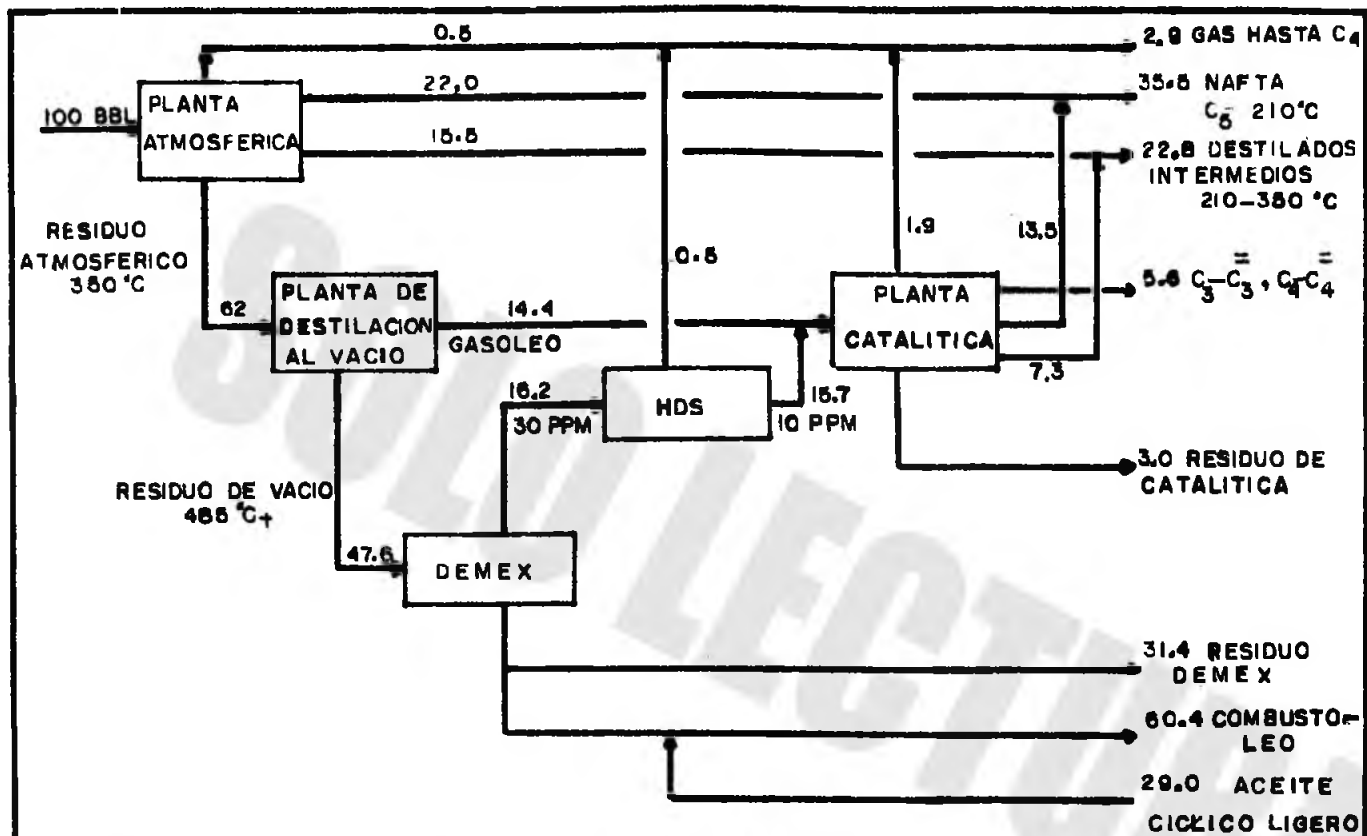 0.5
2.9 GAS HASTA C4
22,0
35.5 NAFTA
C5 210°C
100 BBL
PLANTA
ATMOSFERICA
15.5
22,8 DESTILADOS
INTERMEDIOS
210-350 °C
RESIDUO
ATMOSFERICO
350°C
1.9
13,5
0.5
5.6 C3-C3=, C4-C4=
62
PLANTA DE
DESTILACION
AL VACIO
14.4
GASOLEO
PLANTA
CATALITICA
7,3
16.2
30 PPM
HDS
15.7
10 PPM
3.0 RESIDUO DE
CATALITICA
RESIDUO DE VACIO
485 °C+
47.6
DEMEX
31.4 RESIDUO
DEMEX
60.4 COMBUSTO-
LEO
29.0 ACEITE
CICLICO LIGERO
SOLO LECTU